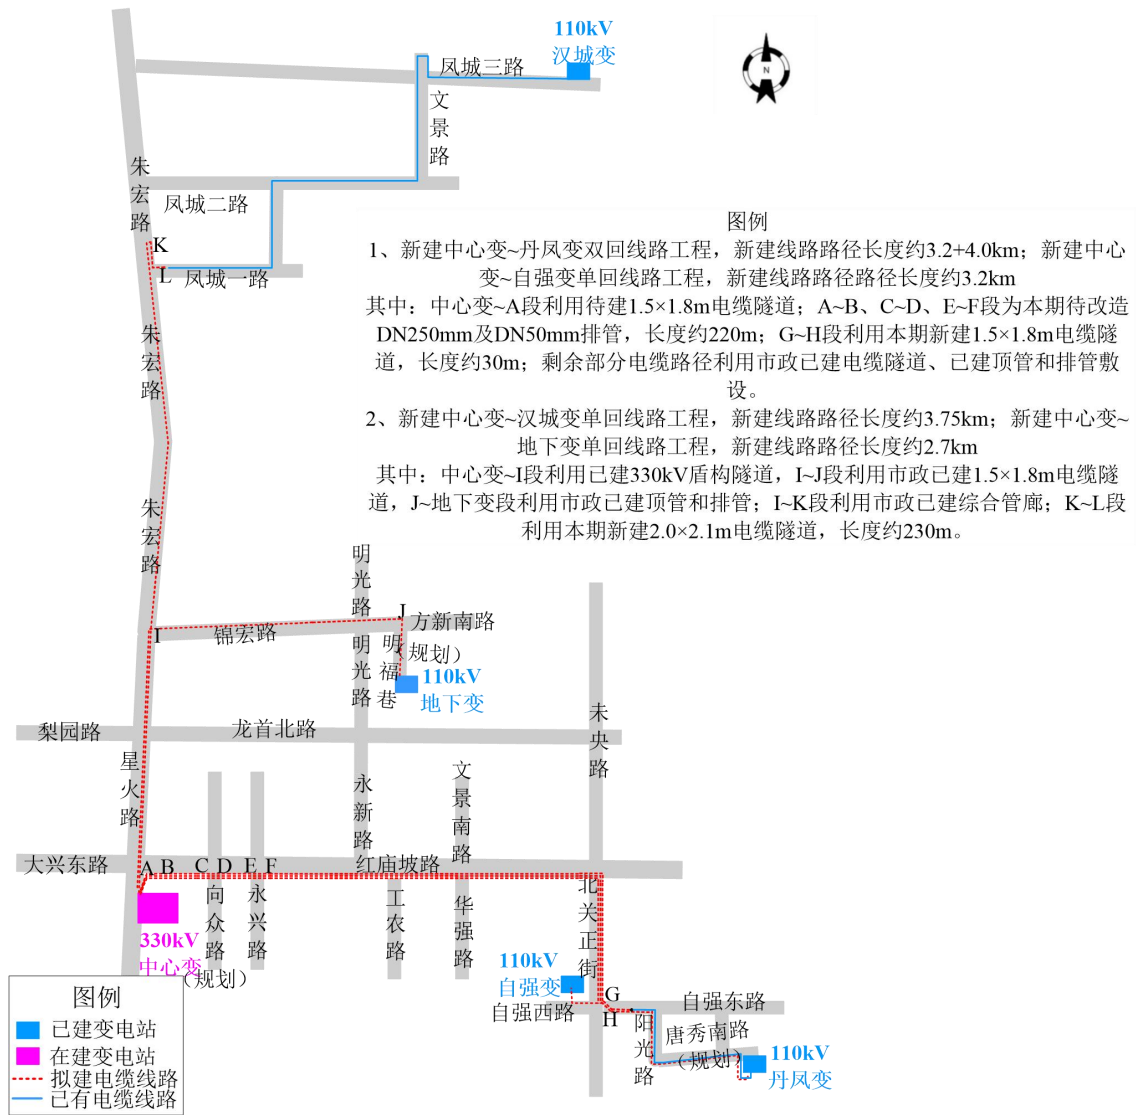 110kV
汉城变
N
凤城三路
文景路
朱宏路
凤城二路
K
L
凤城一路
图例
1、新建中心变~丹凤变双回线路工程，新建线路路径长度约3.2+4.0km；新建中心
变~自强变单回线路工程，新建线路路径路径长度约3.2km
其中：中心变~A段利用待建1.5×1.8m电缆隧道；A~B、C~D、E~F段为本期待改造
DN250mm及DN50mm排管，长度约220m；G~H段利用本期新建1.5×1.8m电缆隧
道，长度约30m；剩余部分电缆路径利用市政已建电缆隧道、已建顶管和排管敷
设。
2、新建中心变~汉城变单回线路工程，新建线路路径长度约3.75km；新建中心变~
地下变单回线路工程，新建线路路径长度约2.7km
其中：中心变~I段利用已建330kV盾构隧道，I~J段利用市政已建1.5×1.8m电缆隧
道，J~地下变段利用市政已建顶管和排管；I~K段利用市政已建综合管廊；K~L段
利用本期新建2.0×2.1m电缆隧道，长度约230m。
朱宏路
朱宏路
明光路
J
方新南路
I
锦宏路
（规划）
明光路
明福巷
110kV
地下变
未央路
梨园路
龙首北路
星火路
永新路
文景南路
大兴东路
A B C D E F
红庙坡路
向众路
（规划）
永兴路
工农路
华强路
北关正街
330kV
中心变
110kV
自强变
自强西路
G
H
自强东路
阳光路
唐秀南路
（规划）
110kV
丹凤变
图例
已建变电站
在建变电站
拟建电缆线路
已有电缆线路